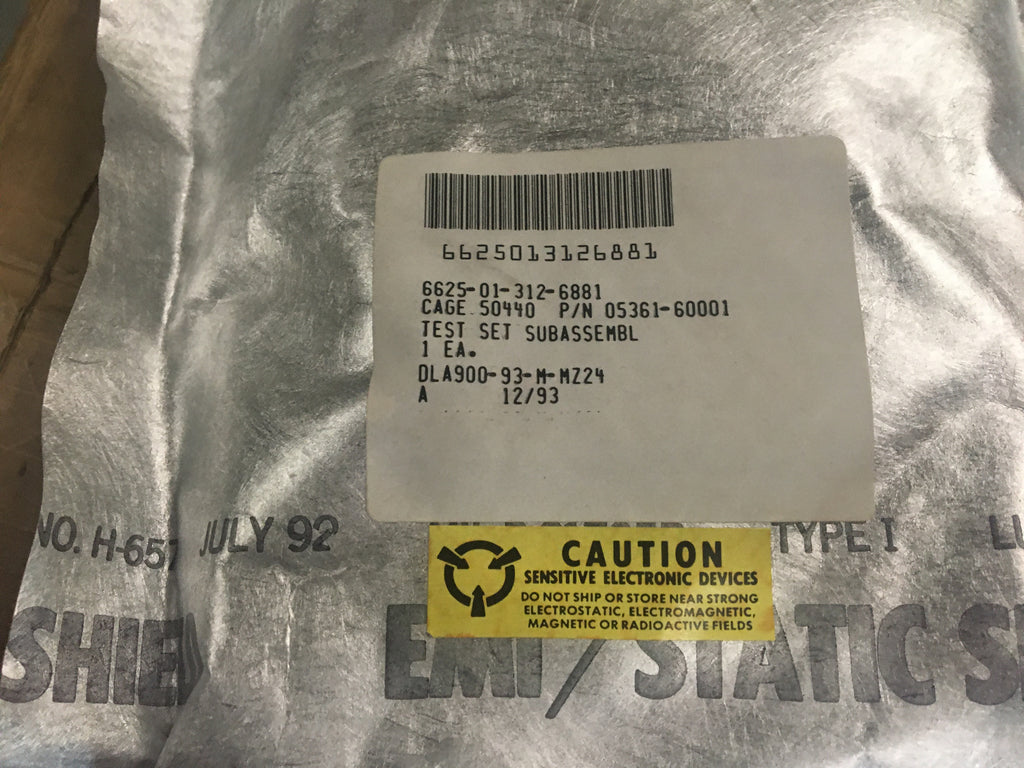 6625013126881
6625-01-312-6881
CAGE 50440 P/N 05361-60001
TEST SET SUBASSEMBL
1 EA.
DLA900-93-M-MZ24
A 12/93
NO. H-657 JULY 92 TYPE I
CAUTION
SENSITIVE ELECTRONIC DEVICES
DO NOT SHIP OR STORE NEAR STRONG
ELECTROSTATIC, ELECTROMAGNETIC,
MAGNETIC OR RADIOACTIVE FIELDS
SHIE EMI/STATIC S